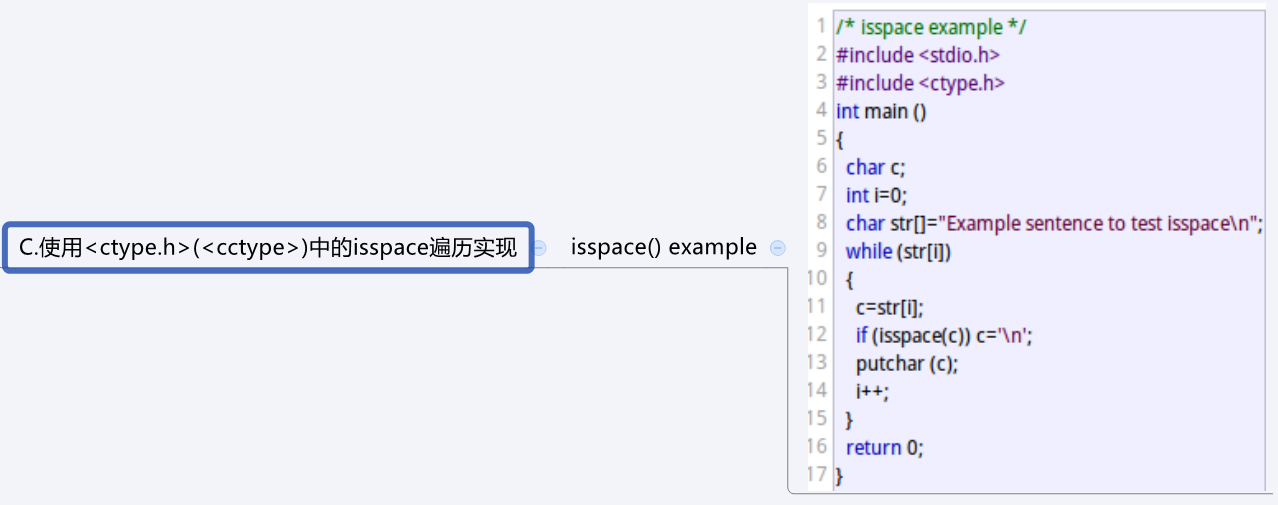 C.使用<ctype.h>(<cctype>)中的isspace遍历实现
isspace() example
1 /* isspace example */
2 #include <stdio.h>
3 #include <ctype.h>
4 int main ()
5 {
6   char c;
7   int i=0;
8   char str[]="Example sentence to test isspace\n";
9   while (str[i])
10   {
11     c=str[i];
12     if (isspace(c)) c='\n';
13     putchar (c);
14     i++;
15   }
16   return 0;
17 }